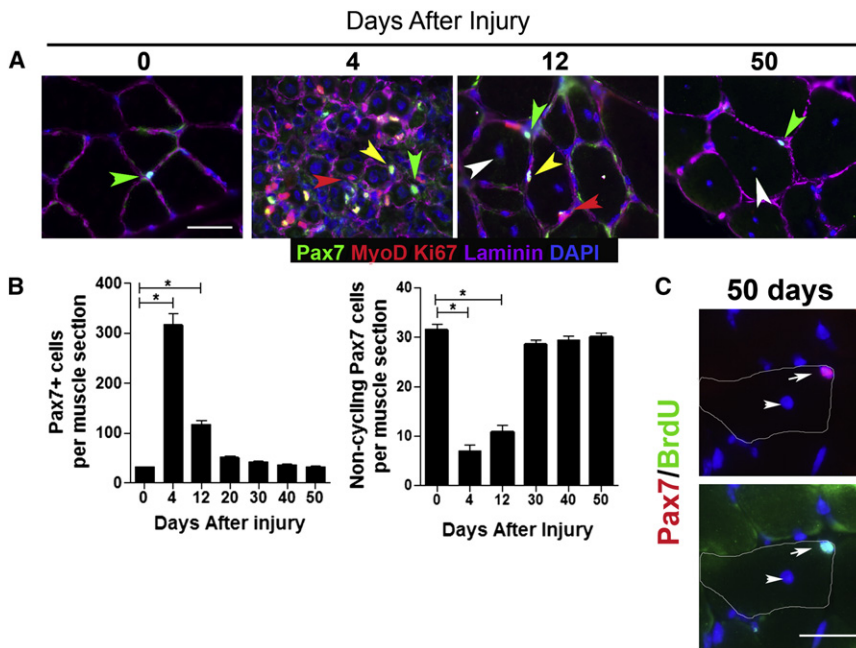 Days After Injury
A
0 4 12 50
Pax7 MyoD Ki67 Laminin DAPI
B
Pax7+ cells
per muscle section
400
300
200
100
0
* *
0 4 12 20 30 40 50
Days After injury
Non-cycling Pax7 cells
per muscle section
40
30
20
10
0
* *
0 4 12 30 40 50
Days After Injury
C
50 days
Pax7/BrdU